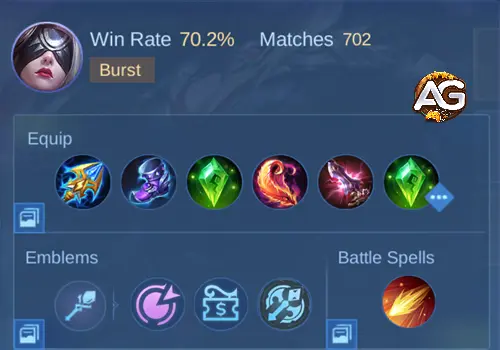 Win Rate 70.2% Matches 702
Burst
AG
Equip
Emblems Battle Spells
$